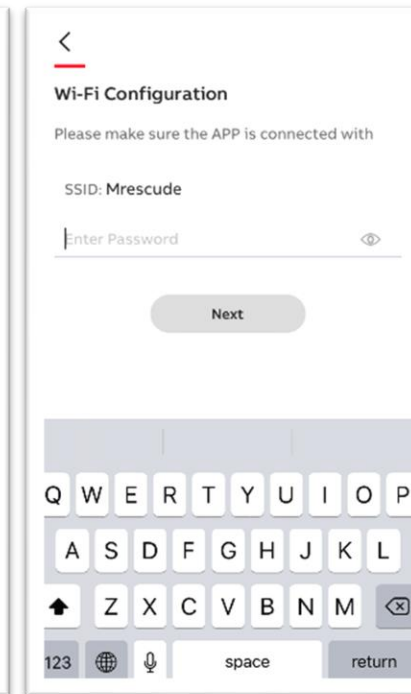 Wi-Fi Configuration
Please make sure the APP is connected with
SSID: Mrescude
Enter Password
Next
Q W E R T Y U I O P
A S D F G H J K L
Z X C V B N M
123 space return